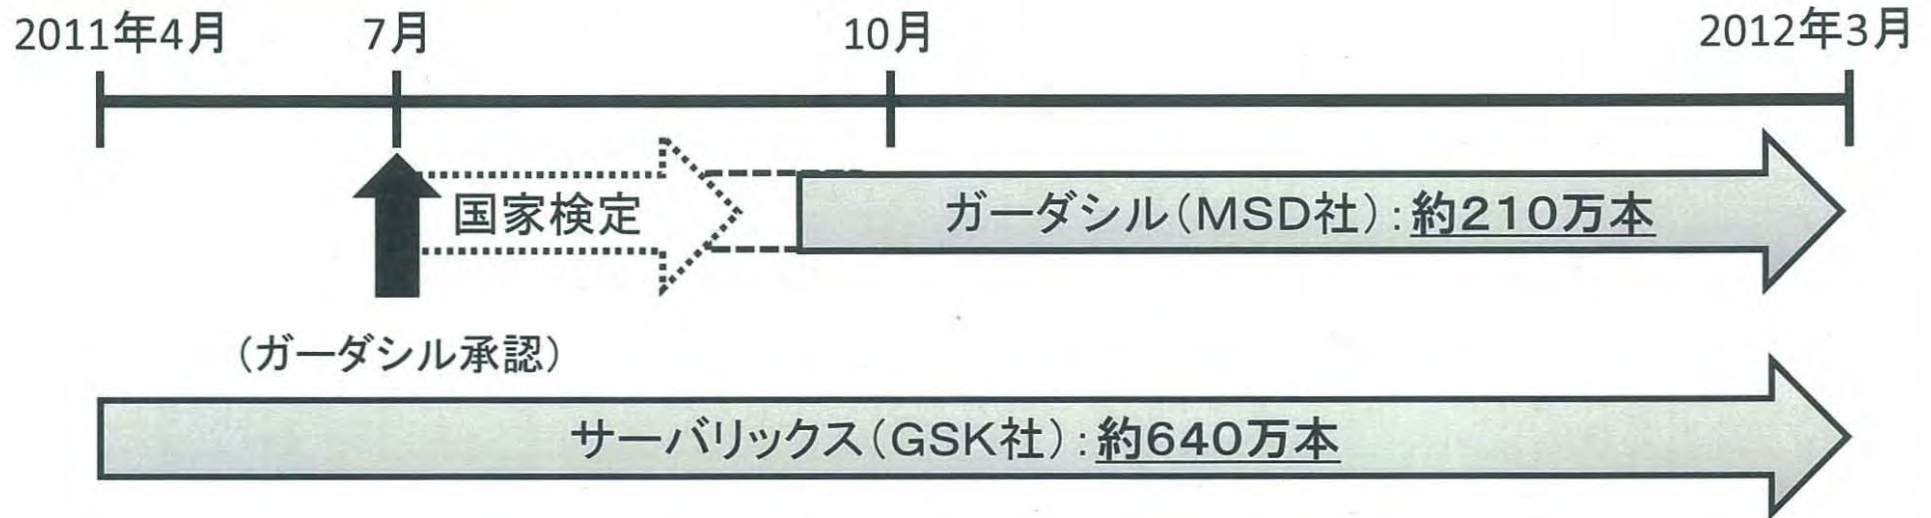 2011年4月 7月 10月 2012年3月
国家検定 ガーダシル(MSD社):約210万本
(ガーダシル承認)
サーバリックス(GSK社):約640万本